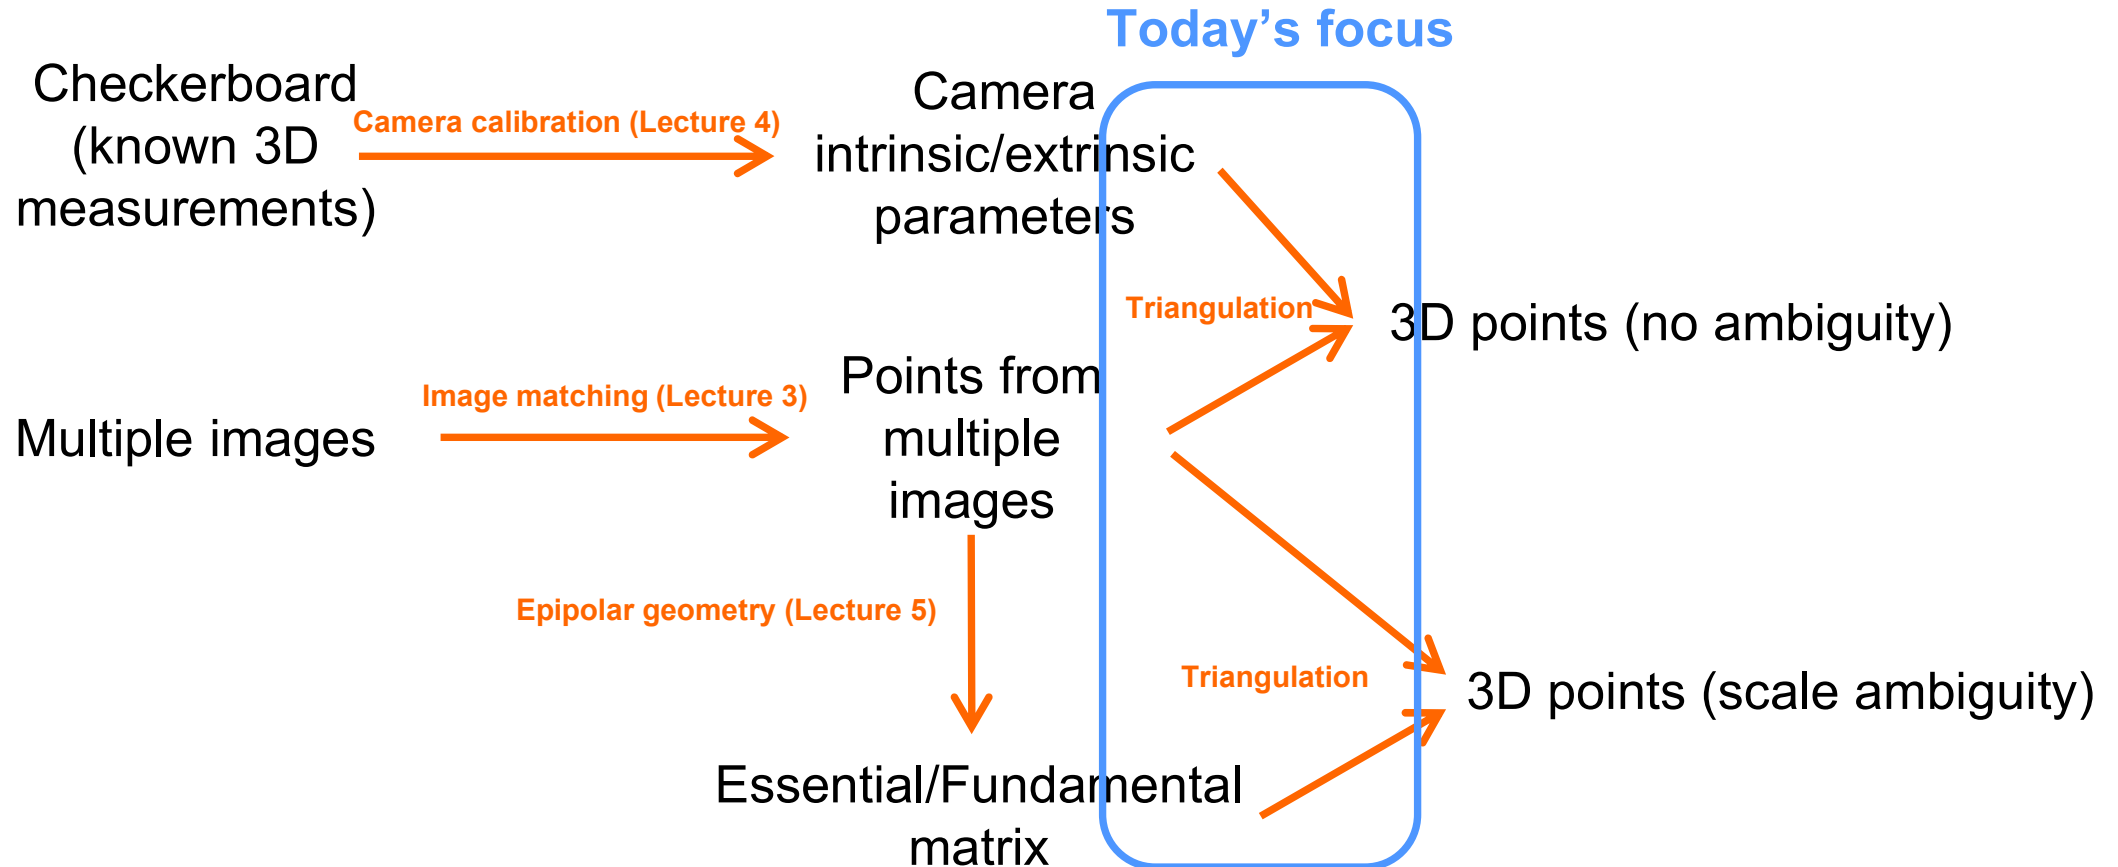 Today’s focus
Checkerboard
(known 3D
measurements)
Camera calibration (Lecture 4)
Camera
intrinsic/extrinsic
parameters
Triangulation
3D points (no ambiguity)
Multiple images
Image matching (Lecture 3)
Points from
multiple
images
Epipolar geometry (Lecture 5)
Triangulation
3D points (scale ambiguity)
Essential/Fundamental
matrix